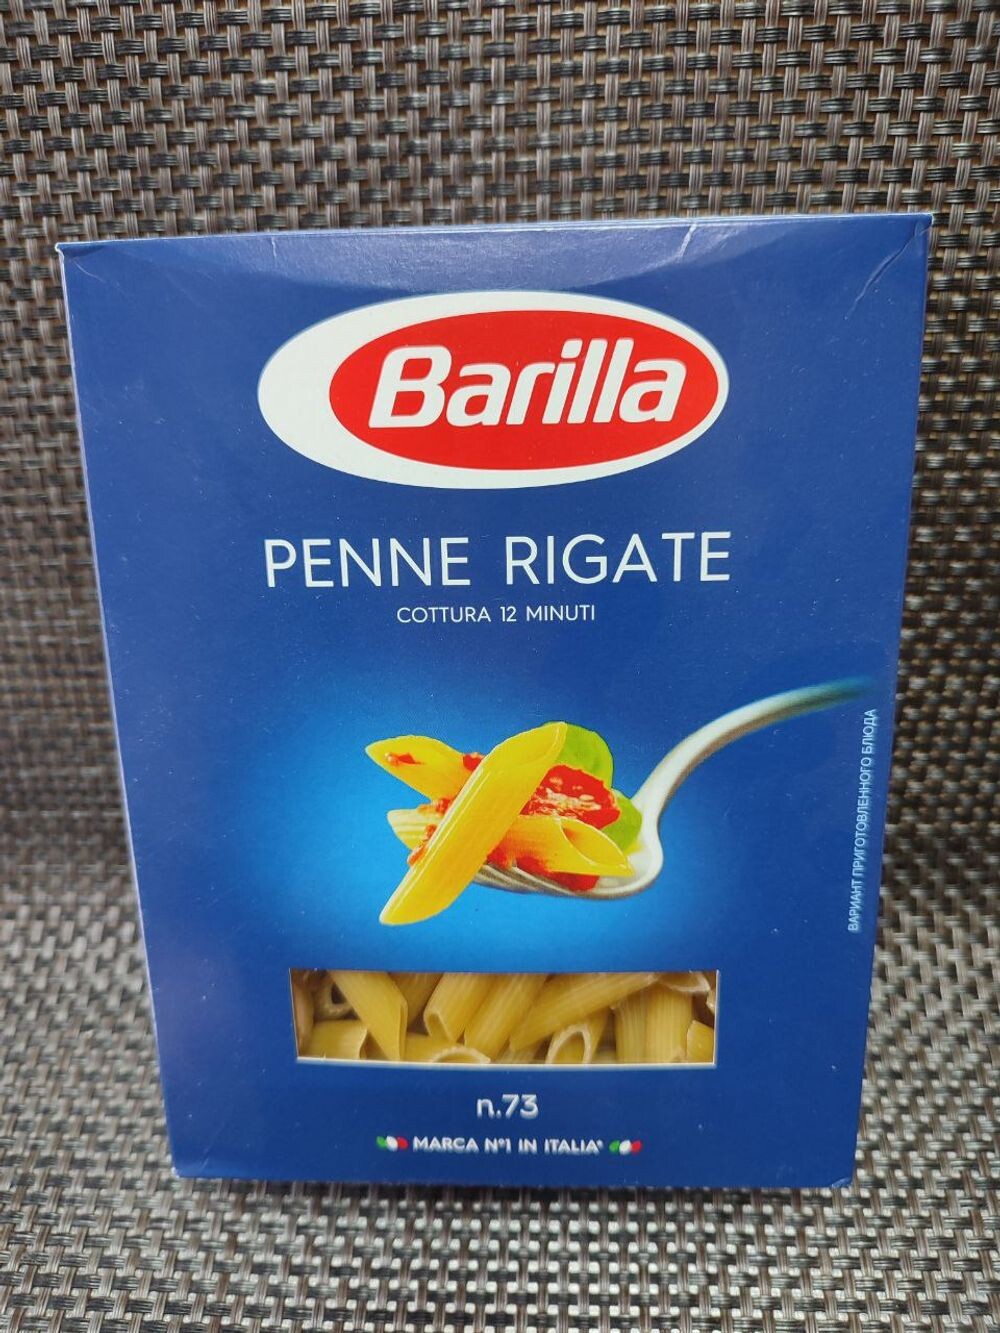 Barilla
PENNE RIGATE
COTTURA 12 MINUTI
ВАРИАНТ ПРИГОТОВЛЕННОГО БЛЮДА
n.73
MARCA N°1 IN ITALIA*